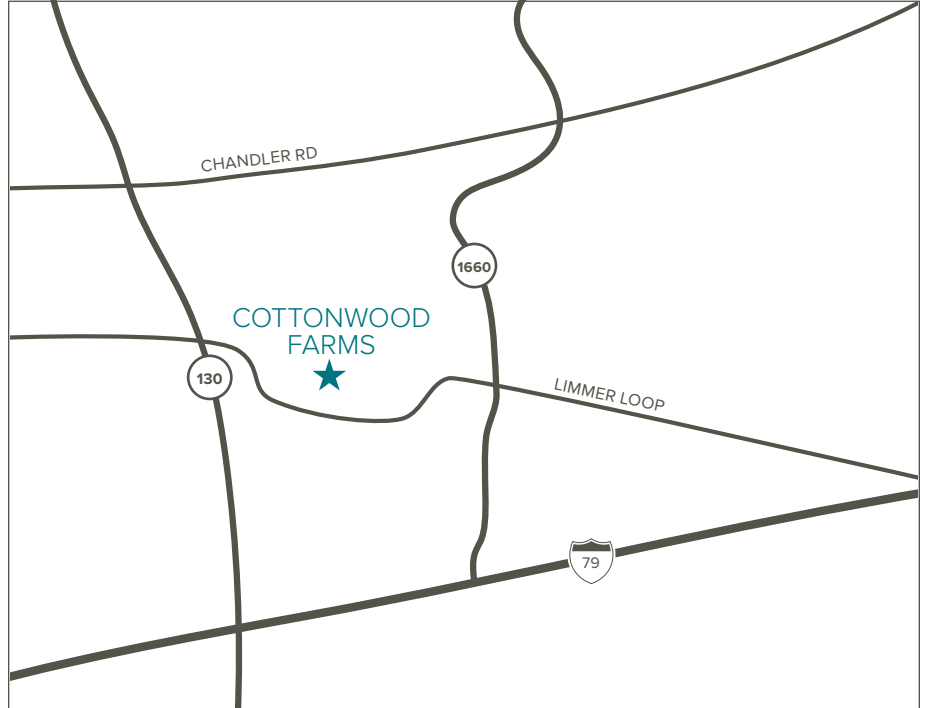 CHANDLER RD
1660
COTTONWOOD
FARMS
130
LIMMER LOOP
79